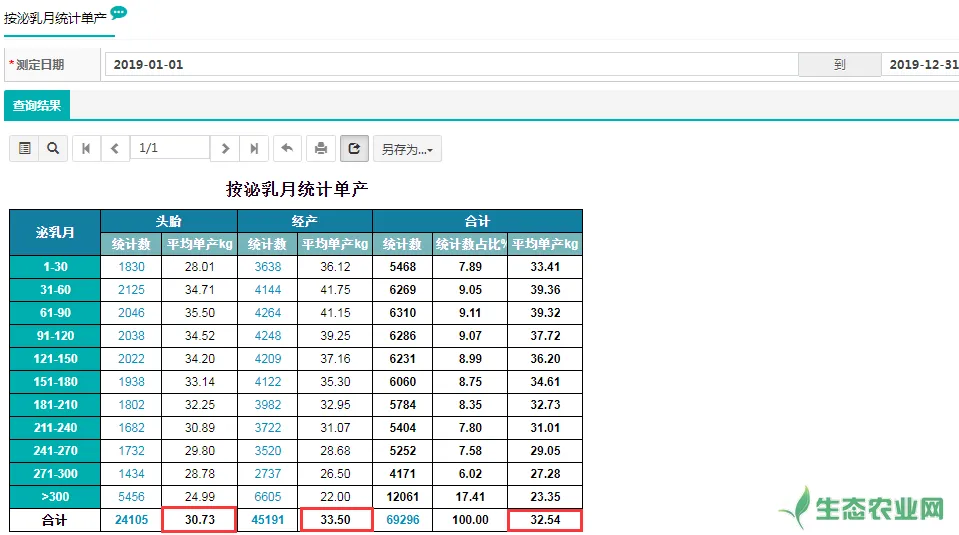 按泌乳月统计单产
*测定日期 2019-01-01 到 2019-12-31
查询结果
1/1 另存为...
按泌乳月统计单产
泌乳月 头胎 经产 合计
统计数 平均单产kg 统计数 平均单产kg 统计数 统计数占比% 平均单产kg
1-30 1830 28.01 3638 36.12 5468 7.89 33.41
31-60 2125 34.71 4144 41.75 6269 9.05 39.36
61-90 2046 35.50 4264 41.15 6310 9.11 39.32
91-120 2038 34.52 4248 39.25 6286 9.07 37.72
121-150 2022 34.20 4209 37.16 6231 8.99 36.20
151-180 1938 33.14 4122 35.30 6060 8.75 34.61
181-210 1802 32.25 3982 32.95 5784 8.35 32.73
211-240 1682 30.89 3722 31.07 5404 7.80 31.01
241-270 1732 29.80 3520 28.68 5252 7.58 29.05
271-300 1434 28.78 2737 26.50 4171 6.02 27.28
>300 5456 24.99 6605 22.00 12061 17.41 23.35
合计 24105 30.73 45191 33.50 69296 100.00 32.54
生态农业网